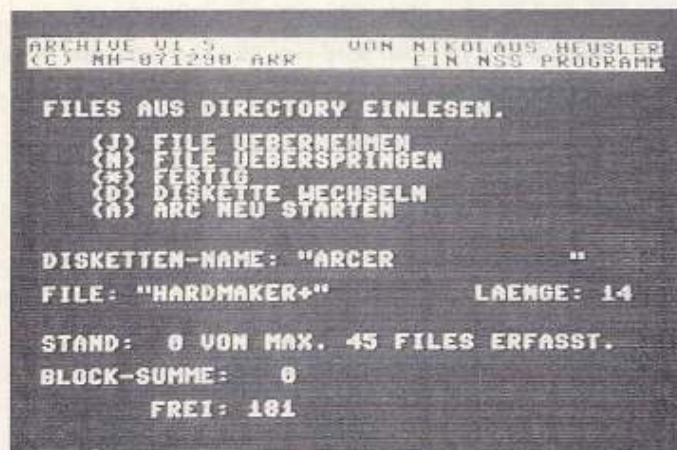 ARCHIVE V1.5 VON NIKOLAUS HEUSLER
(C) NH-071290-ARR EIN NSS PROGRAMM
FILES AUS DIRECTORY EINLESEN.
(J) FILE UEBERNEHMEN
(N) FILE UEBERSPRINGEN
(*) FERTIG
(D) DISKETTE WECHSELN
(A) ARC NEU STARTEN
DISKETTEN-NAME: "ARCER "
FILE: "HARDMAKER+" LAENGE: 14
STAND: 0 VON MAX. 45 FILES ERFASST.
BLOCK-SUMME: 0
FREI: 181